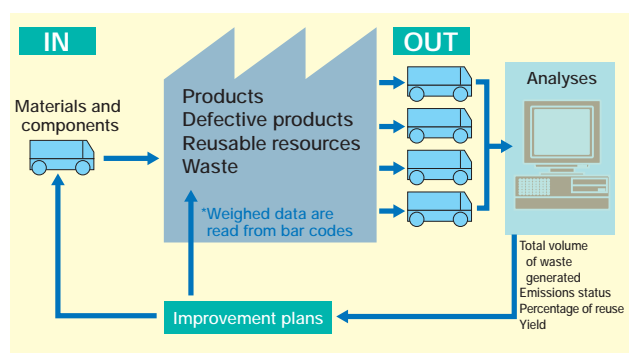 IN
OUT
Materials and
components
Products
Defective products
Reusable resources
Waste
*Weighed data are
read from bar codes
Analyses
Total volume
of waste
generated
Emissions status
Percentage of reuse
Yield
Improvement plans